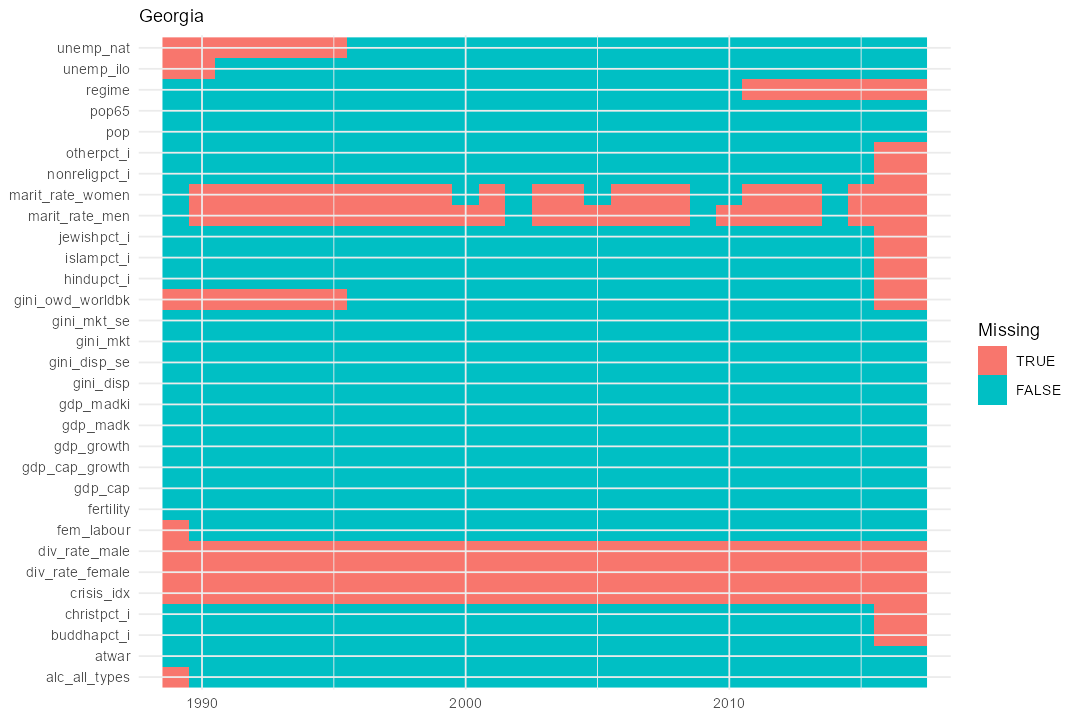 Georgia
unemp_nat
unemp_ilo
regime
pop65
pop
otherpct_i
nonreligpct_i
marit_rate_women
marit_rate_men
jewishpct_i
islampct_i
hindupct_i
gini_owd_worldbk
gini_mkt_se
gini_mkt
gini_disp_se
gini_disp
gdp_madki
gdp_madk
gdp_growth
gdp_cap_growth
gdp_cap
fertility
fem_labour
div_rate_male
div_rate_female
crisis_idx
christpct_i
buddhapct_i
atwar
alc_all_types
1990 2000 2010
Missing
TRUE
FALSE